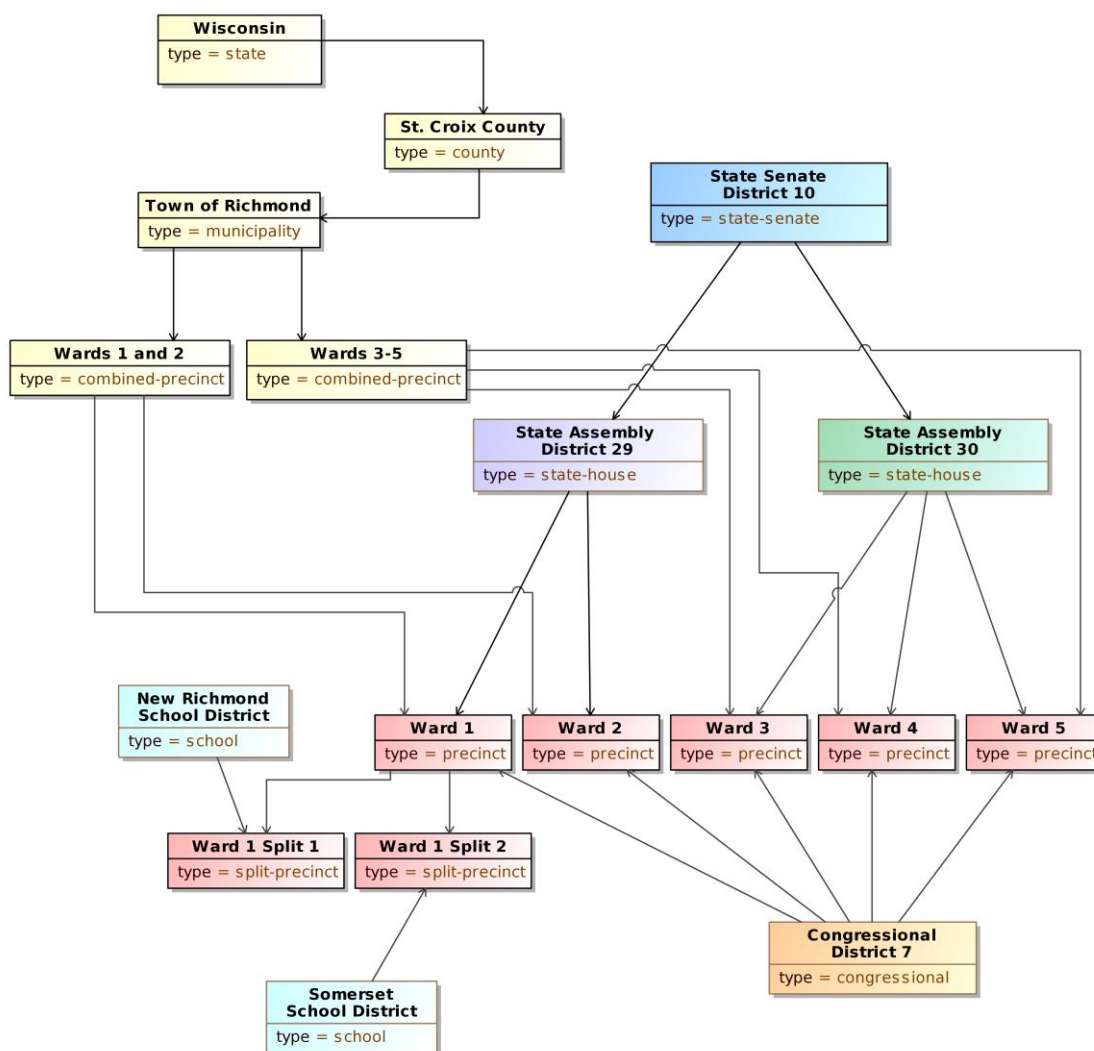 Wisconsin
type = state
St. Croix County
type = county
State Senate
District 10
type = state-senate
Town of Richmond
type = municipality
Wards 1 and 2
type = combined-precinct
Wards 3-5
type = combined-precinct
State Assembly
District 29
type = state-house
State Assembly
District 30
type = state-house
New Richmond
School District
type = school
Ward 1
type = precinct
Ward 2
type = precinct
Ward 3
type = precinct
Ward 4
type = precinct
Ward 5
type = precinct
Ward 1 Split 1
type = split-precinct
Ward 1 Split 2
type = split-precinct
Congressional
District 7
type = congressional
Somerset
School District
type = school